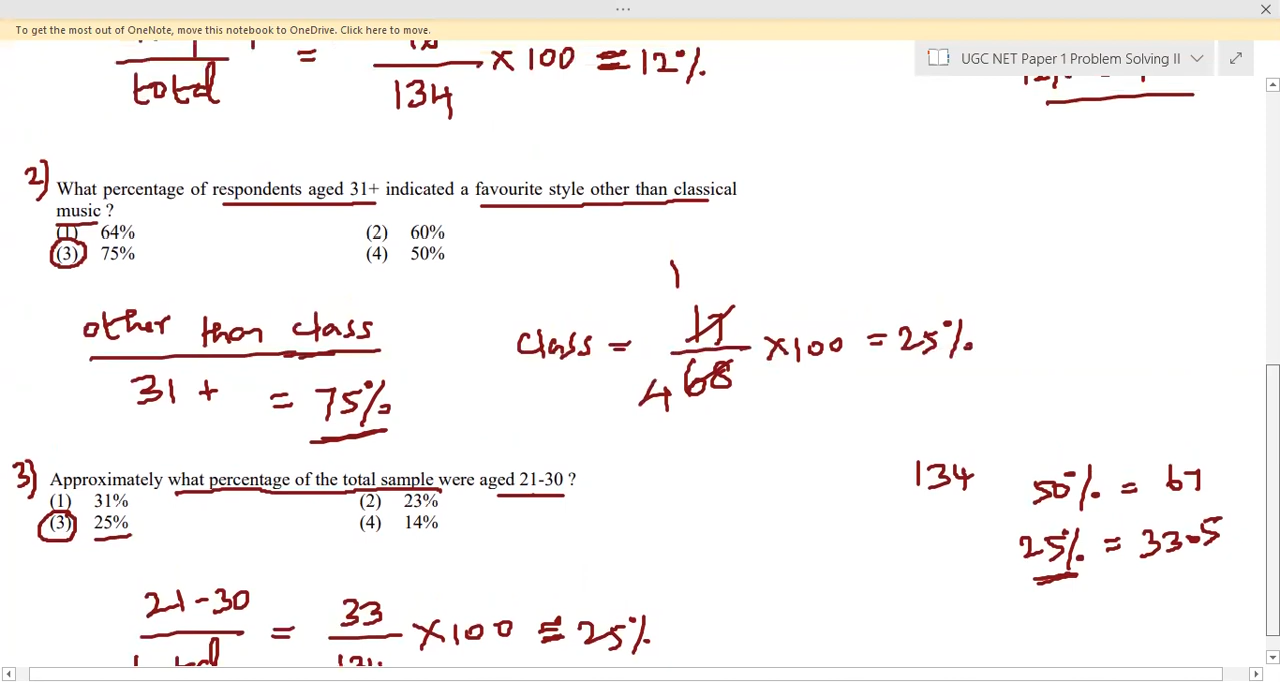 To get the most out of OneNote, move this notebook to OneDrive. Click here to move.
UGC NET Paper 1 Problem Solving II
total = 134 × 100 ≡ 12%
2)
What percentage of respondents aged 31+ indicated a favourite style other than classical
music ?
(1) 64% (2) 60%
(3) 75% (4) 50%
other than class
31 + = 75%
class = 17 × 100 = 25%
68
1
4
3)
Approximately what percentage of the total sample were aged 21-30 ?
(1) 31% (2) 23%
(3) 25% (4) 14%
134 50% = 67
25% = 33.5
21-30 = 33 × 100 ≡ 25%
total 134